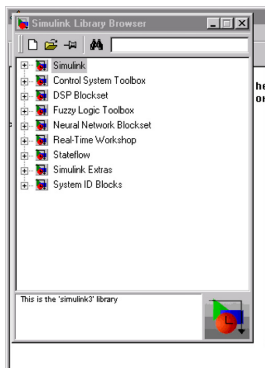 Simulink Library Browser
Simulink
Control System Toolbox
DSP Blockset
Fuzzy Logic Toolbox
Neural Network Blockset
Real-Time Workshop
Stateflow
Simulink Extras
System ID Blocks
This is the 'simulink3' library